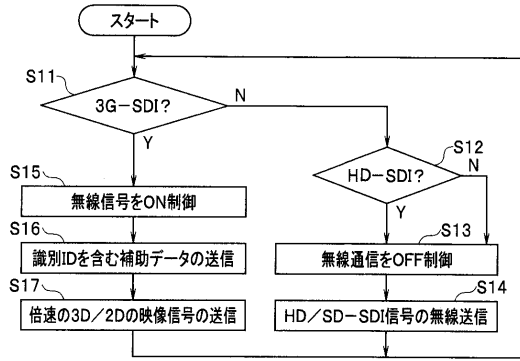 スタート
S11
3G-SDI?
N
Y
S12
HD-SDI?
N
Y
S15
無線信号をON制御
S13
無線通信をOFF制御
S16
識別IDを含む補助データの送信
S14
HD/SD-SDI信号の無線送信
S17
倍速の3D/2Dの映像信号の送信